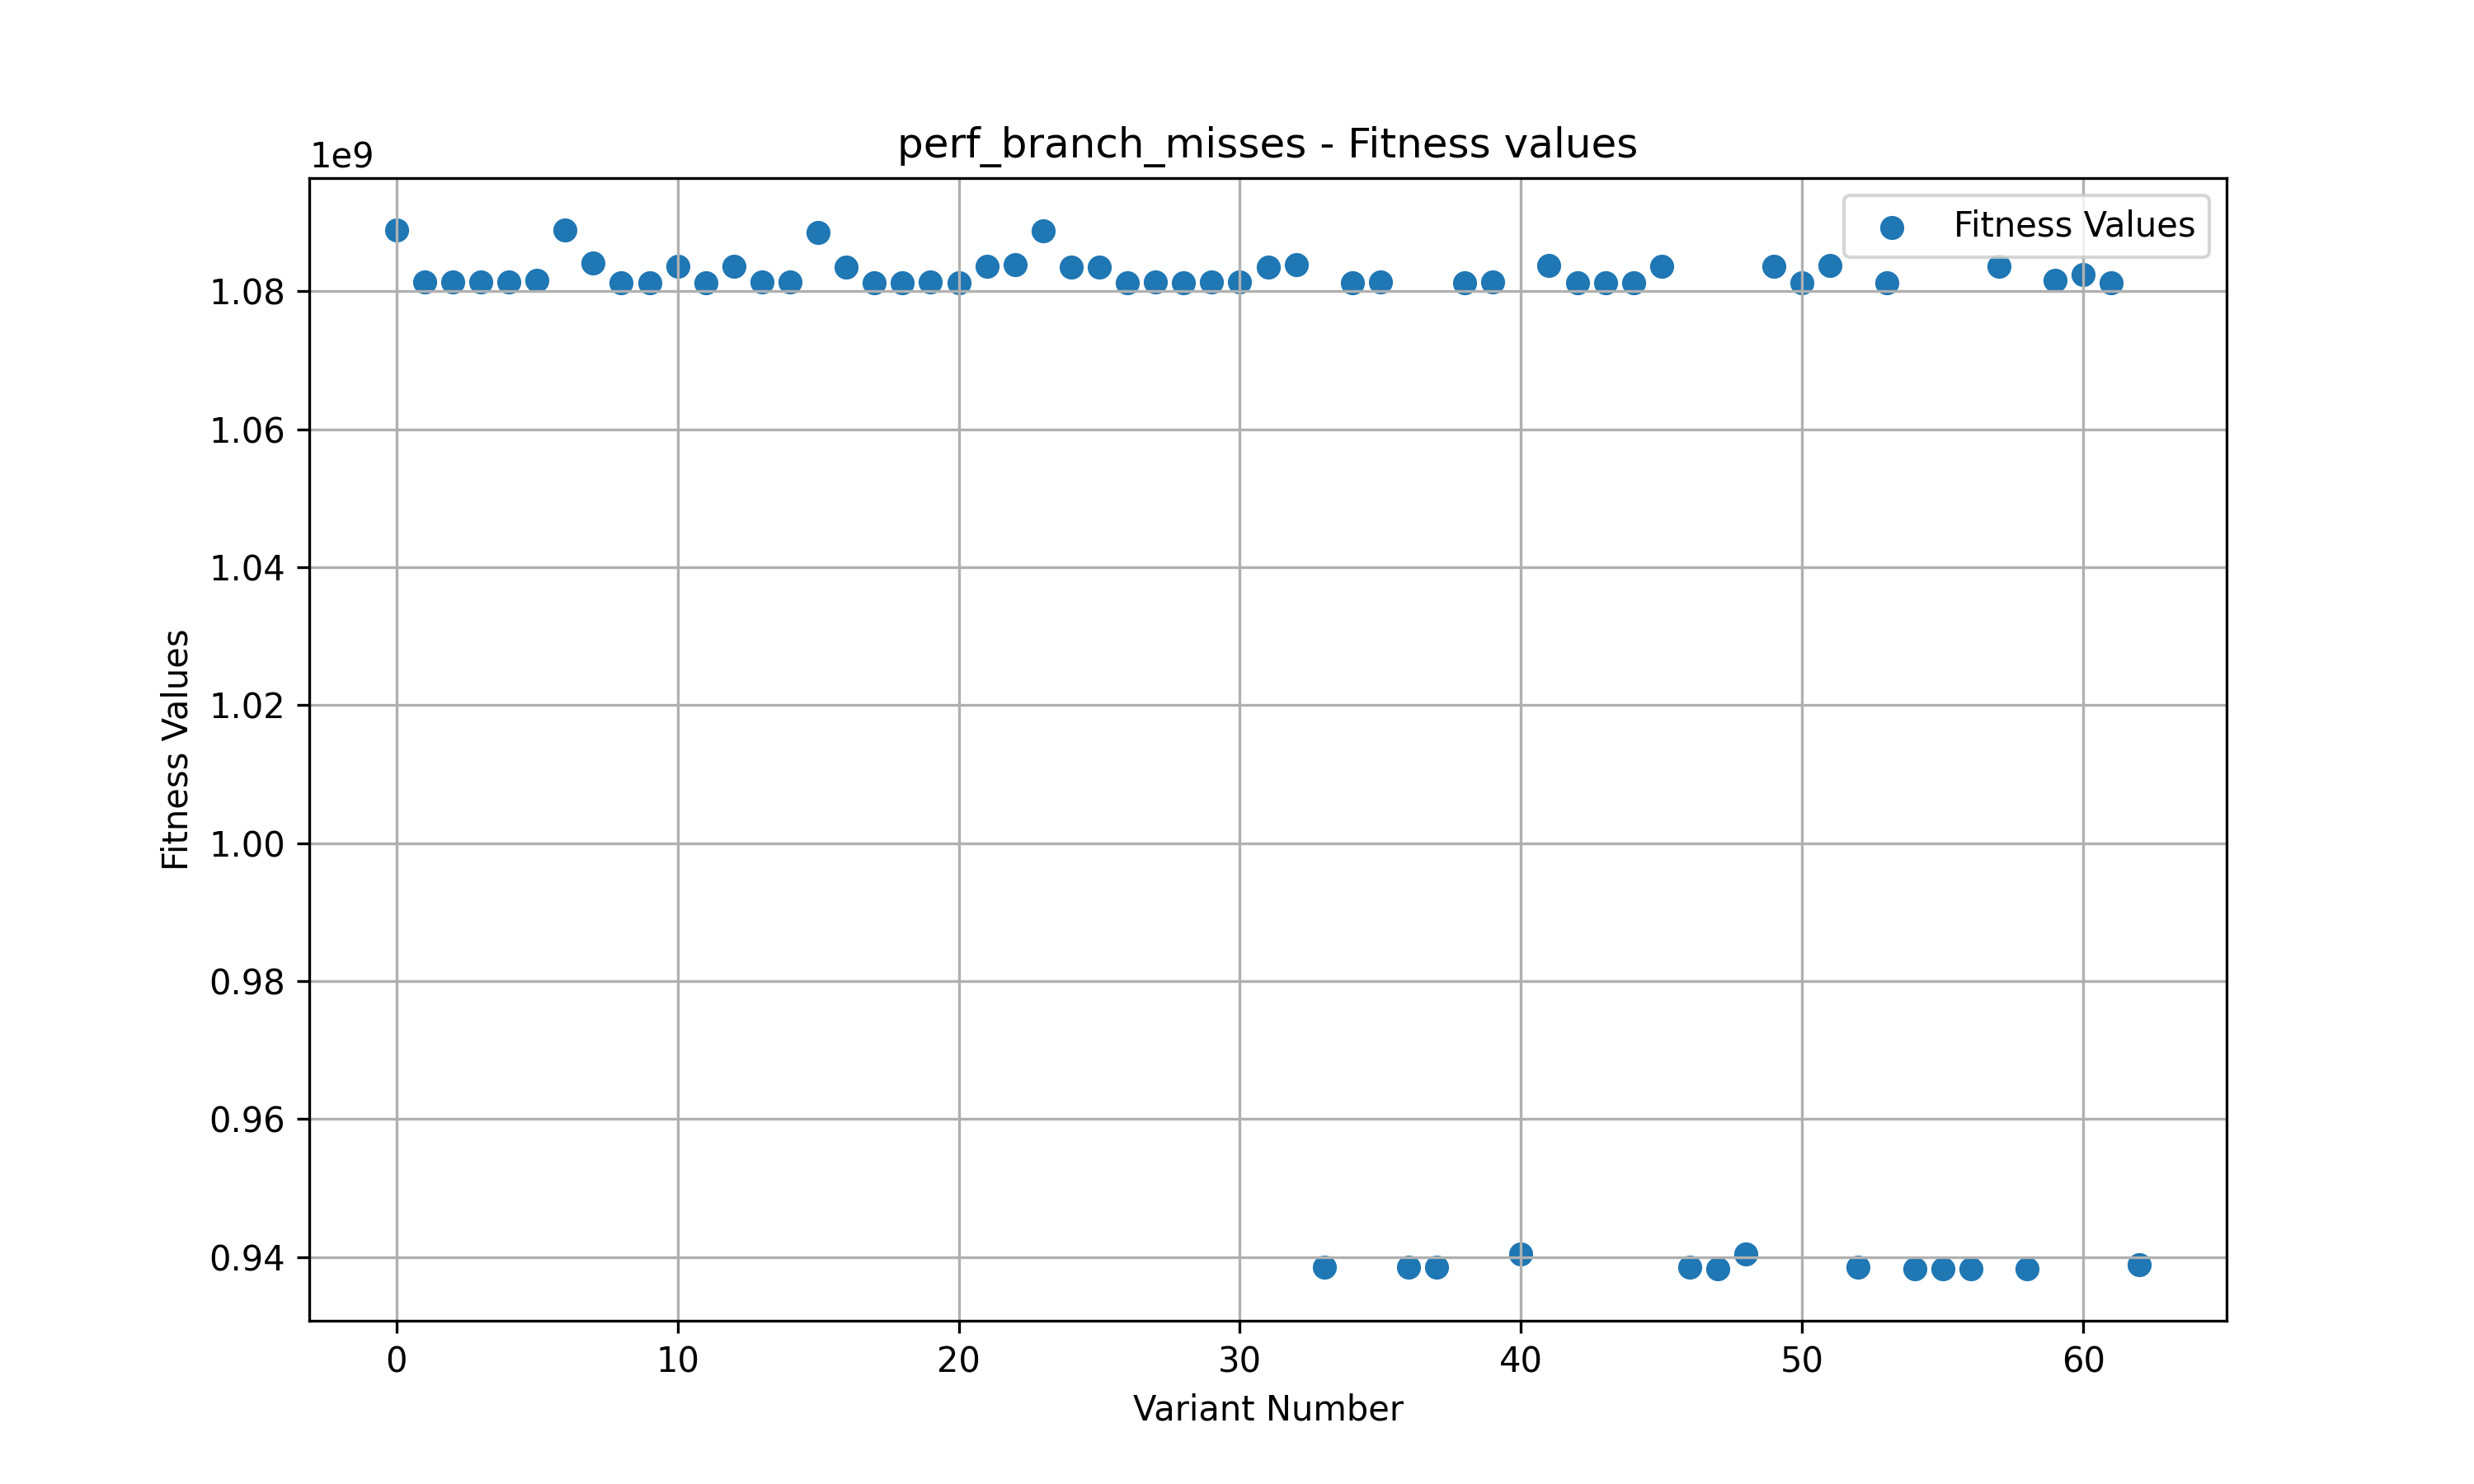 perf_branch_misses - Fitness values
1e9
Fitness Values
1.08
1.06
1.04
1.02
1.00
0.98
0.96
0.94
Fitness Values
0 10 20 30 40 50 60
Variant Number